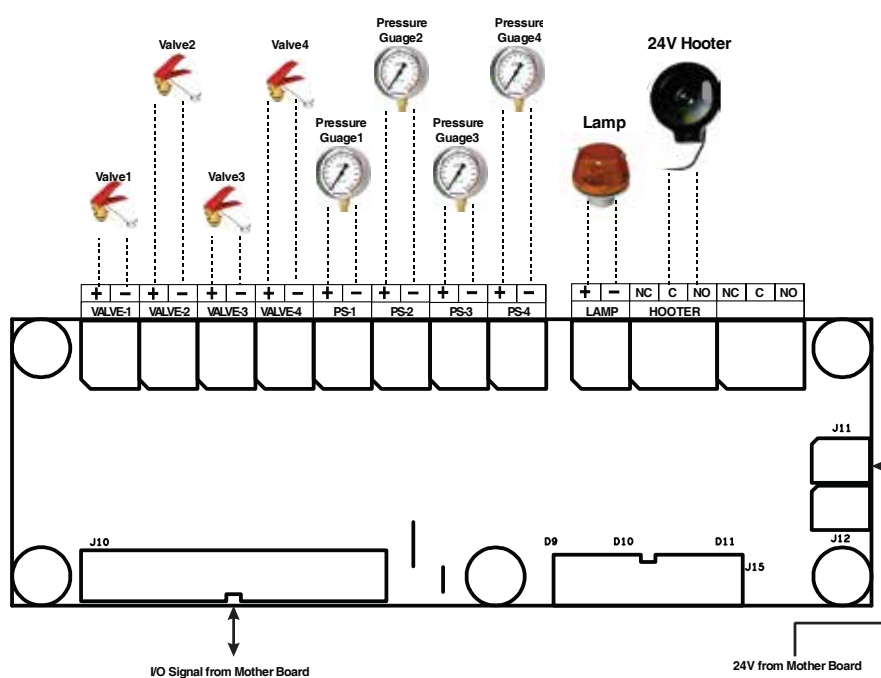 Valve2
Valve4
Pressure
Guage2
Pressure
Guage4
24V Hooter
Pressure
Guage1
Pressure
Guage3
Lamp
Valve1
Valve3
+ − + − + − + − + − + − + − + − + − NC C NO NC C NO
VALVE-1 VALVE-2 VALVE-3 VALVE-4 PS-1 PS-2 PS-3 PS-4 LAMP HOOTER
J11
J10
D9 D10 D11 J12
J15
I/O Signal from Mother Board
24V from Mother Board